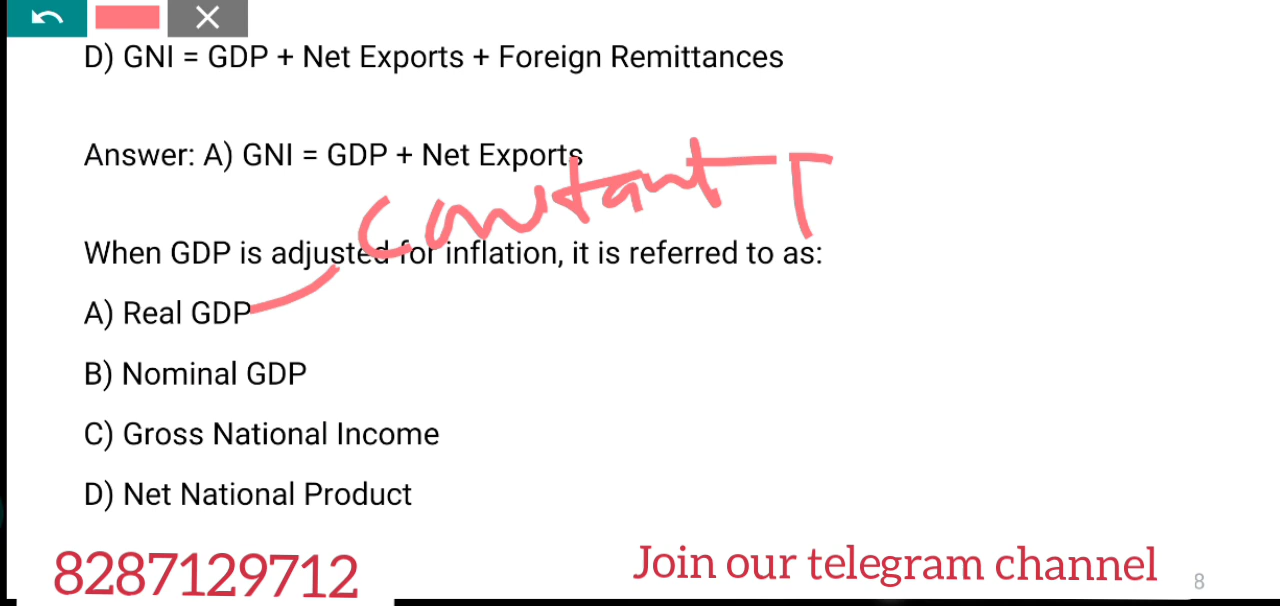 D) GNI = GDP + Net Exports + Foreign Remittances
Answer: A) GNI = GDP + Net Exports
constant
When GDP is adjusted for inflation, it is referred to as:
A) Real GDP
B) Nominal GDP
C) Gross National Income
D) Net National Product
8287129712
Join our telegram channel
8